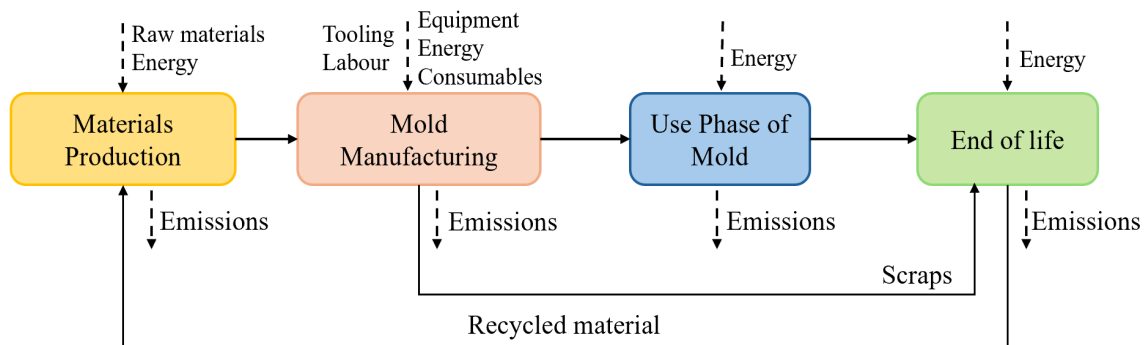 Raw materials
Energy
Tooling
Labour
Equipment
Energy
Consumables
Energy
Energy
Materials
Production
Mold
Manufacturing
Use Phase of
Mold
End of life
Emissions
Emissions
Emissions
Emissions
Scraps
Recycled material